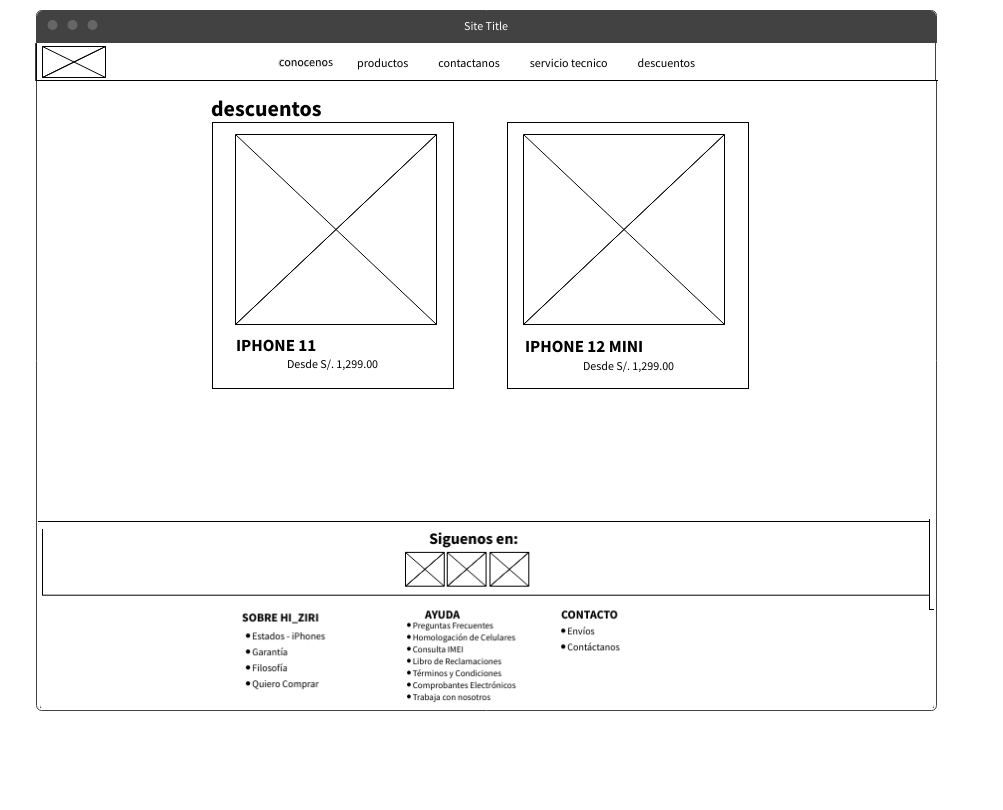 Site Title
conocenos productos contactanos servicio tecnico descuentos
descuentos
IPHONE 11
Desde S/. 1,299.00
IPHONE 12 MINI
Desde S/. 1,299.00
Siguenos en:
SOBRE HI_ZIRI
Estados - iPhones
Garantía
Filosofía
Quiero Comprar
AYUDA
Preguntas Frecuentes
Homologación de Celulares
Consulta IMEI
Libro de Reclamaciones
Términos y Condiciones
Comprobantes Electrónicos
Trabaja con nosotros
CONTACTO
Envíos
Contáctanos